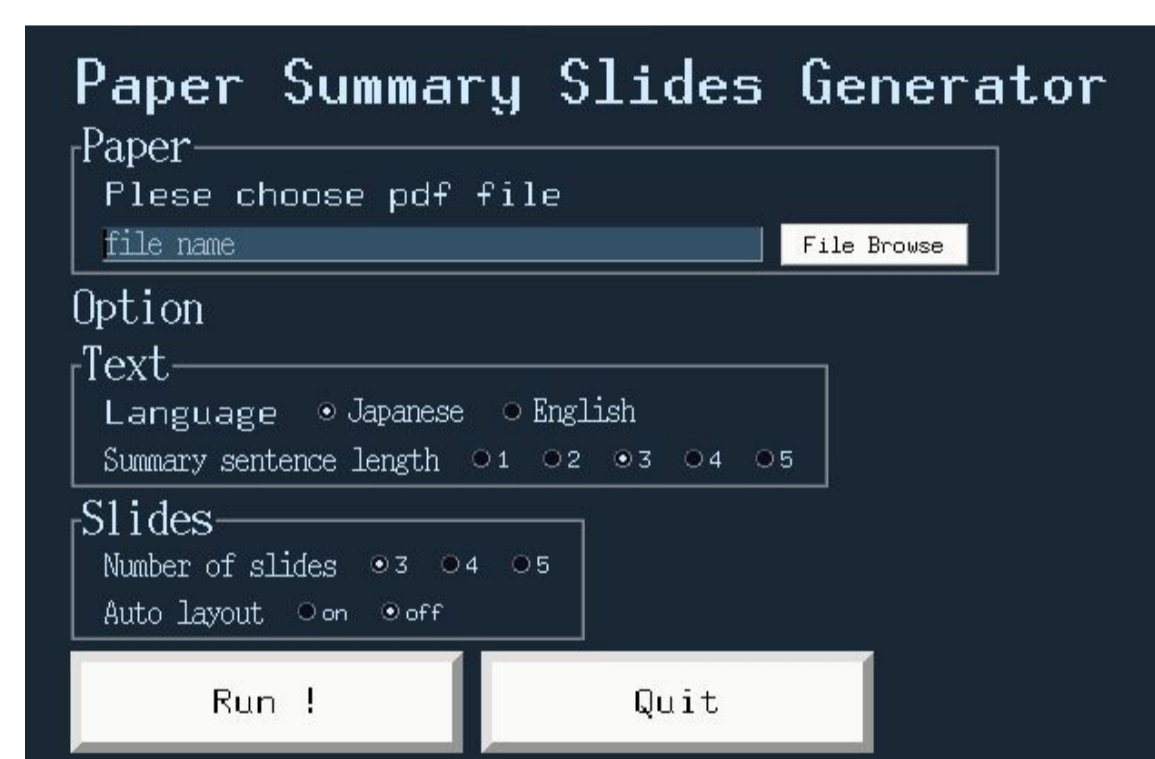 Paper Summary Slides Generator
Paper
Plese choose pdf file
file name File Browse
Option
Text
Language Japanese English
Summary sentence length 1 2 3 4 5
Slides
Number of slides 3 4 5
Auto layout on off
Run ! Quit